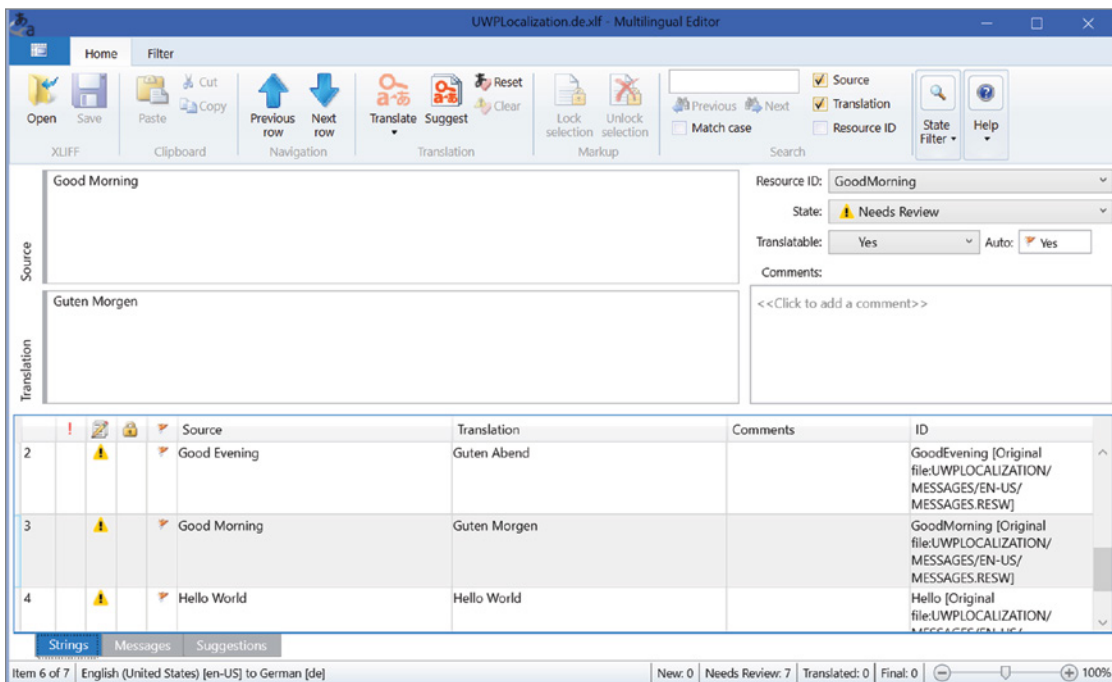 UWPLocalization.de.xlf - Multilingual Editor
Home Filter
Open Save Paste Cut Copy Previous row Next row Translate Suggest Reset Clear Lock selection Unlock selection Previous Next Match case Source Translation Resource ID State Filter Help
XLIFF Clipboard Navigation Translation Markup Search
Source
Good Morning
Resource ID: GoodMorning
State: Needs Review
Translatable: Yes Auto: Yes
Comments:
Translation
Guten Morgen
<<Click to add a comment>>
! Source Translation Comments ID
2 Good Evening Guten Abend GoodEvening [Original
file:UWPLOCALIZATION/
MESSAGES/EN-US/
MESSAGES.RESW]
3 Good Morning Guten Morgen GoodMorning [Original
file:UWPLOCALIZATION/
MESSAGES/EN-US/
MESSAGES.RESW]
4 Hello World Hello World Hello [Original
file:UWPLOCALIZATION/
Strings Messages Suggestions
Item 6 of 7 English (United States) [en-US] to German [de] New: 0 Needs Review: 7 Translated: 0 Final: 0 100%